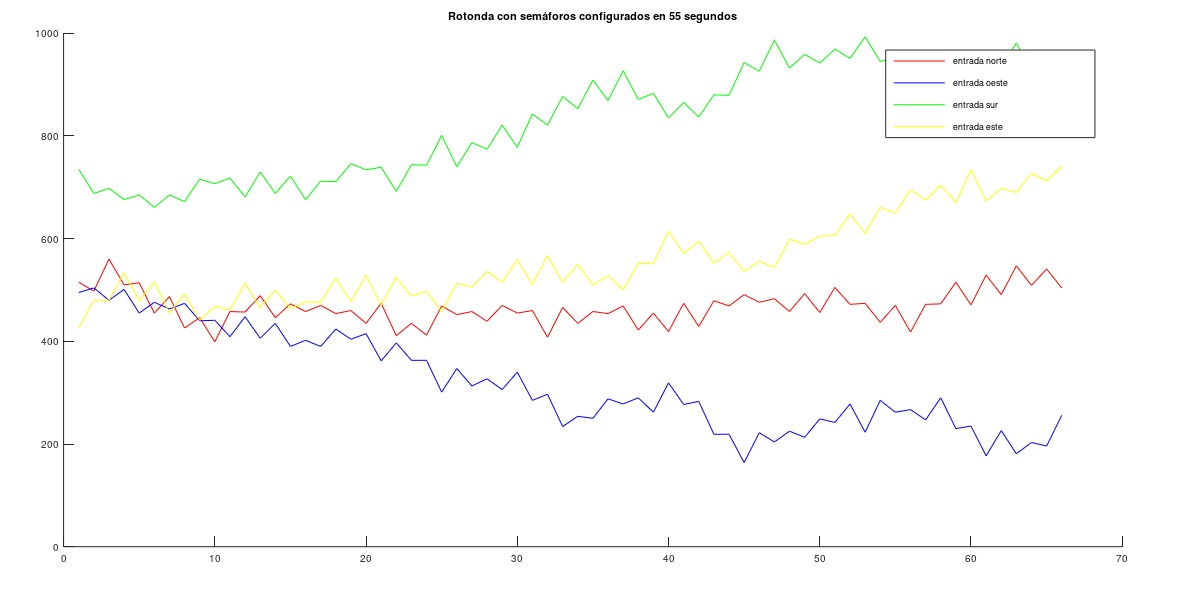 Rotonda con semáforos configurados en 55 segundos
1000
800
600
400
200
0
entrada norte
entrada oeste
entrada sur
entrada este
0 10 20 30 40 50 60 70